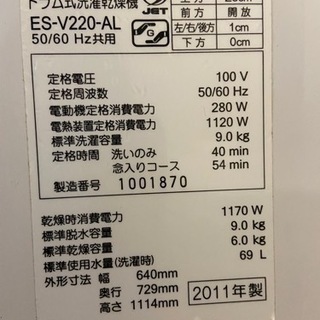 ドラム式洗濯乾燥機
ES-V220-AL
50/60 Hz共用
JET
前方 開放
左/右/後方 1cm
下方 0cm
定格電圧 100 V
定格周波数 50/60 Hz
電動機定格消費電力 280 W
電熱装置定格消費電力 1120 W
標準洗濯容量 9.0 kg
定格時間 洗いのみ 40 min
念入りコース 54 min
製造番号 1001870
乾燥時消費電力 1170 W
標準脱水容量 9.0 kg
標準乾燥容量 6.0 kg
標準使用水量(洗濯時) 69 L
外形寸法 幅 640mm
奥行 729mm
高さ 1114mm
2011年製